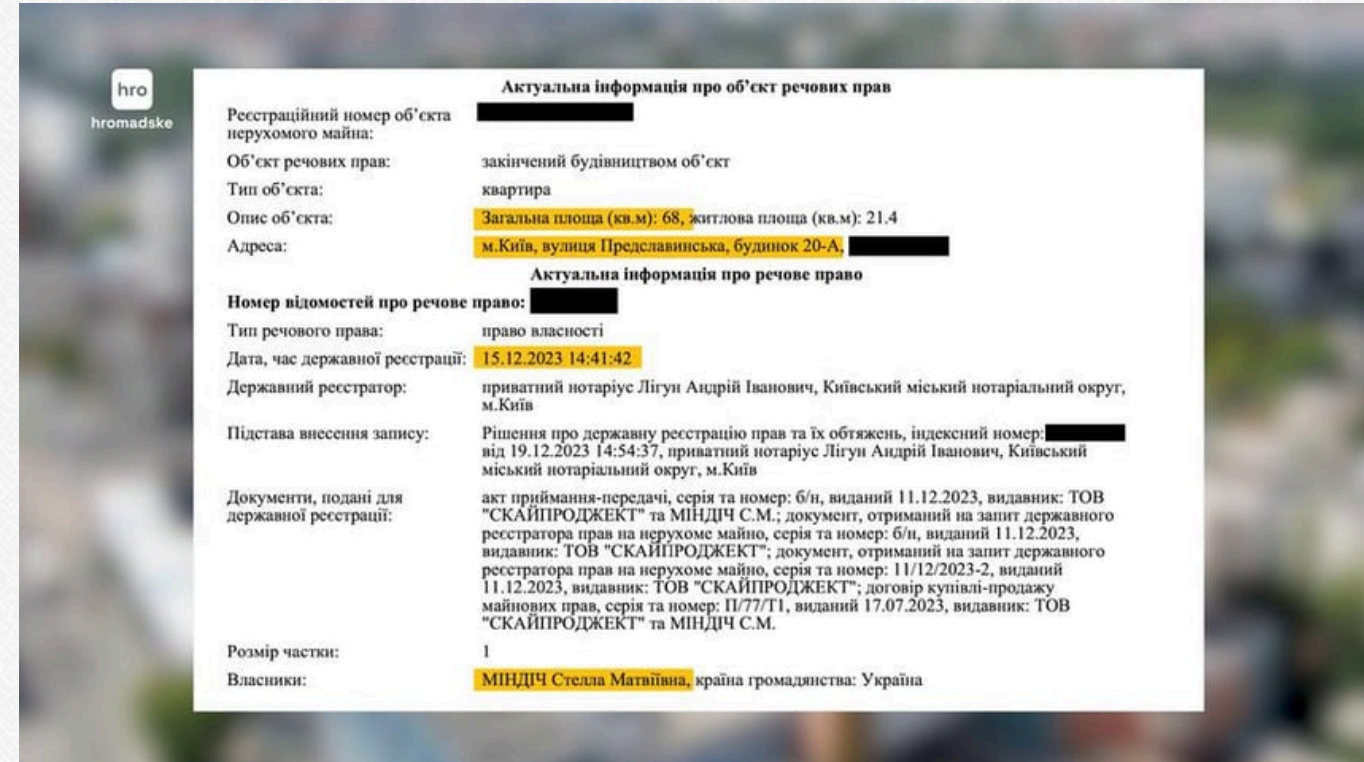 hro
hromadske
Актуальна інформація про об’єкт речових прав
Реєстраційний номер об’єкта
нерухомого майна:
Об’єкт речових прав: закінчений будівництвом об’єкт
Тип об’єкта: квартира
Опис об’єкта: Загальна площа (кв.м): 68, житлова площа (кв.м): 21.4
Адреса: м.Київ, вулиця Предславинська, будинок 20-А,
Актуальна інформація про речове право
Номер відомостей про речове право:
Тип речового права: право власності
Дата, час державної реєстрації: 15.12.2023 14:41:42
Державний реєстратор: приватний нотаріус Лігун Андрій Іванович, Київський міський нотаріальний округ,
м.Київ
Підстава внесення запису: Рішення про державну реєстрацію прав та їх обтяжень, індексний номер:
від 19.12.2023 14:54:37, приватний нотаріус Лігун Андрій Іванович, Київський
міський нотаріальний округ, м.Київ
Документи, подані для акт приймання-передачі, серія та номер: б/н, виданий 11.12.2023, видавник: ТОВ
державної реєстрації: "СКАЙПРОДЖЕКТ" та МІНДІЧ С.М.; документ, отриманий на запит державного
реєстратора прав на нерухоме майно, серія та номер: б/н, виданий 11.12.2023,
видавник: ТОВ "СКАЙПРОДЖЕКТ"; документ, отриманий на запит державного
реєстратора прав на нерухоме майно, серія та номер: 11/12/2023-2, виданий
11.12.2023, видавник: ТОВ "СКАЙПРОДЖЕКТ"; договір купівлі-продажу
майнових прав, серія та номер: П/77/Т1, виданий 17.07.2023, видавник: ТОВ
"СКАЙПРОДЖЕКТ" та МІНДІЧ С.М.
Розмір частки: 1
Власники: МІНДІЧ Стелла Матвіївна, країна громадянства: Україна